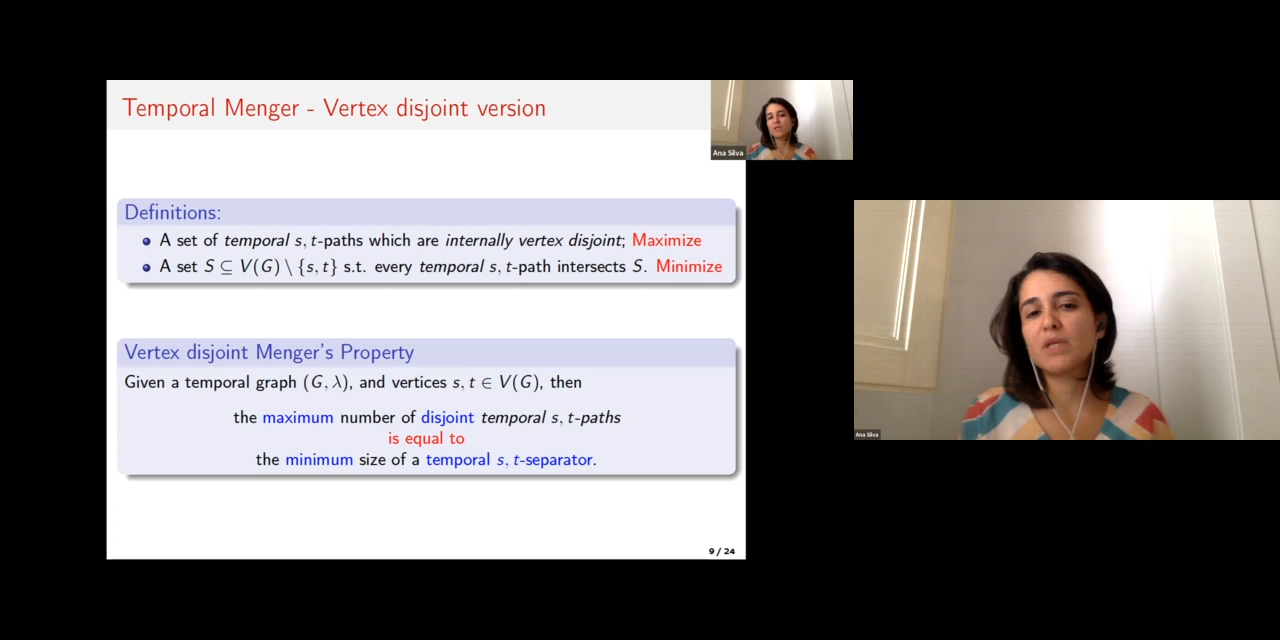 Temporal Menger - Vertex disjoint version
Ana Silva
Definitions:
A set of temporal s, t-paths which are internally vertex disjoint; Maximize
A set S ⊆ V(G) \ {s, t} s.t. every temporal s, t-path intersects S. Minimize
Vertex disjoint Menger's Property
Given a temporal graph (G, λ), and vertices s, t ∈ V(G), then
the maximum number of disjoint temporal s, t-paths
is equal to
the minimum size of a temporal s, t-separator.
9 / 24
Ana Silva